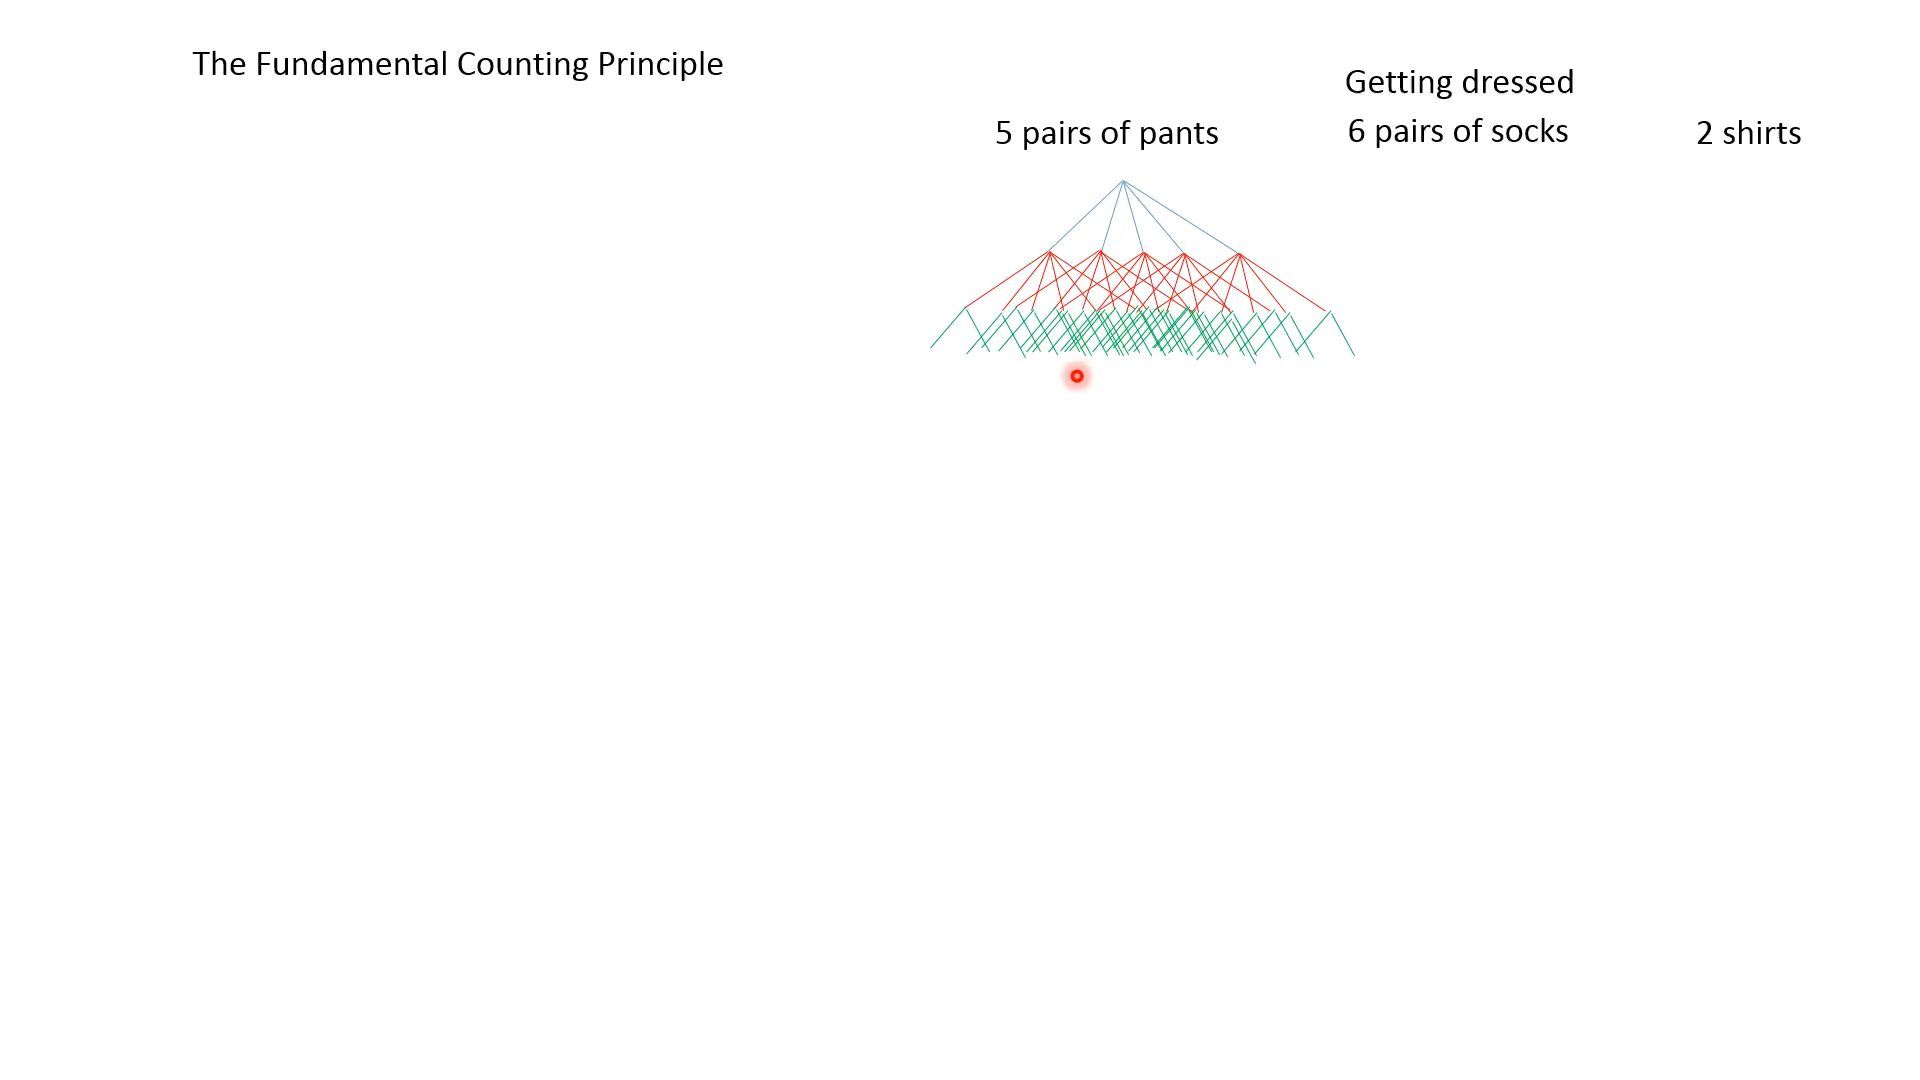 The Fundamental Counting Principle
Getting dressed
5 pairs of pants
6 pairs of socks
2 shirts